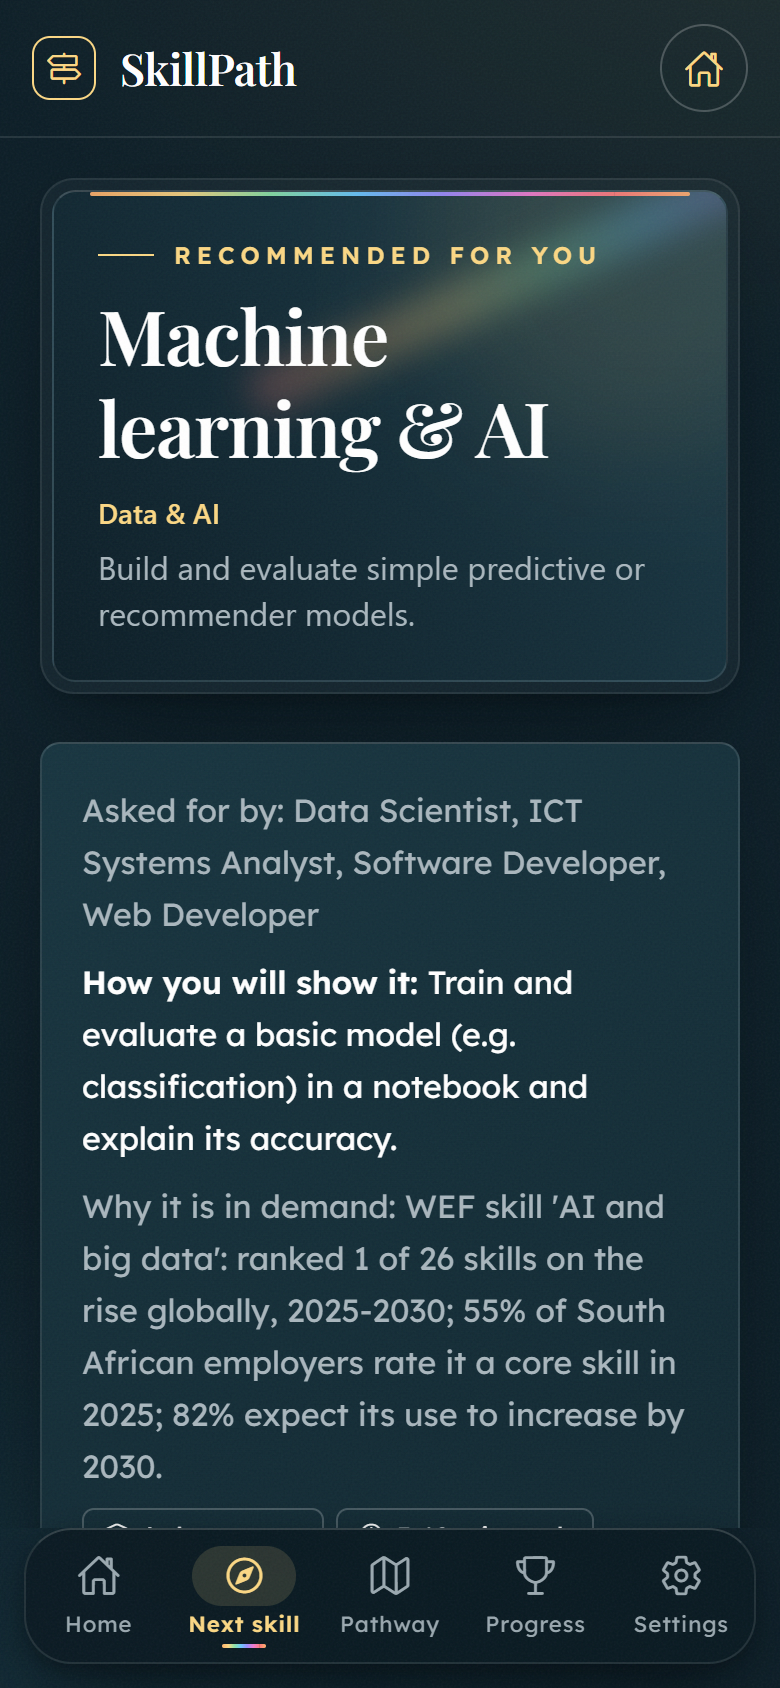 SkillPath
RECOMMENDED FOR YOU
Machine
learning & AI
Data & AI
Build and evaluate simple predictive or
recommender models.
Asked for by: Data Scientist, ICT
Systems Analyst, Software Developer,
Web Developer
How you will show it: Train and
evaluate a basic model (e.g.
classification) in a notebook and
explain its accuracy.
Why it is in demand: WEF skill 'AI and
big data': ranked 1 of 26 skills on the
rise globally, 2025-2030; 55% of South
African employers rate it a core skill in
2025; 82% expect its use to increase by
2030.
Home
Next skill
Pathway
Progress
Settings